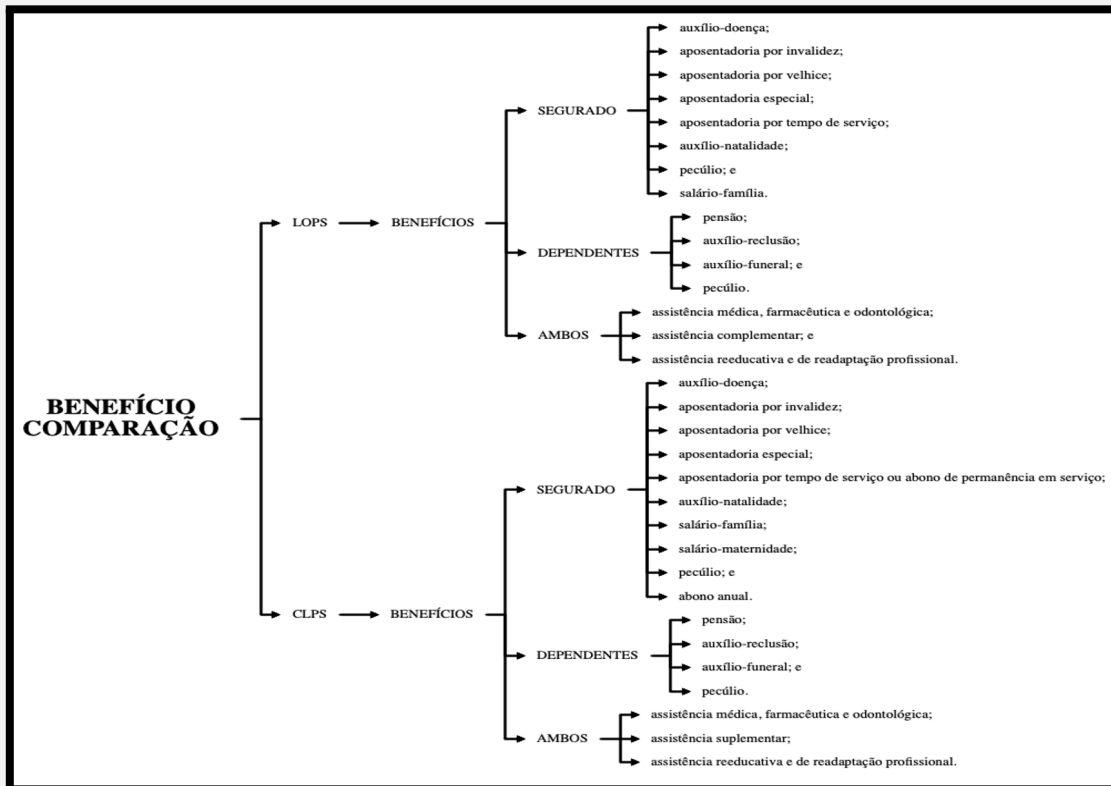 BENEFÍCIO
COMPARAÇÃO
LOPS
BENEFÍCIOS
SEGURADO
auxílio-doença;
aposentadoria por invalidez;
aposentadoria por velhice;
aposentadoria especial;
aposentadoria por tempo de serviço;
auxílio-natalidade;
pecúlio; e
salário-família.
DEPENDENTES
pensão;
auxílio-reclusão;
auxílio-funeral; e
pecúlio.
AMBOS
assistência médica, farmacêutica e odontológica;
assistência complementar; e
assistência reeducativa e de readaptação profissional.
CLPS
BENEFÍCIOS
SEGURADO
auxílio-doença;
aposentadoria por invalidez;
aposentadoria por velhice;
aposentadoria especial;
aposentadoria por tempo de serviço ou abono de permanência em serviço;
auxílio-natalidade;
salário-família;
salário-maternidade;
pecúlio; e
abono anual.
DEPENDENTES
pensão;
auxílio-reclusão;
auxílio-funeral; e
pecúlio.
AMBOS
assistência médica, farmacêutica e odontológica;
assistência suplementar;
assistência reeducativa e de readaptação profissional.